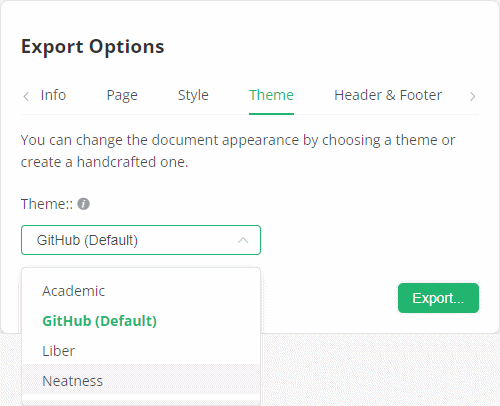 Export Options
Info Page Style Theme Header & Footer
You can change the document appearance by choosing a theme or
create a handcrafted one.
Theme::
GitHub (Default)
Academic
GitHub (Default)
Liber
Neatness
Export...